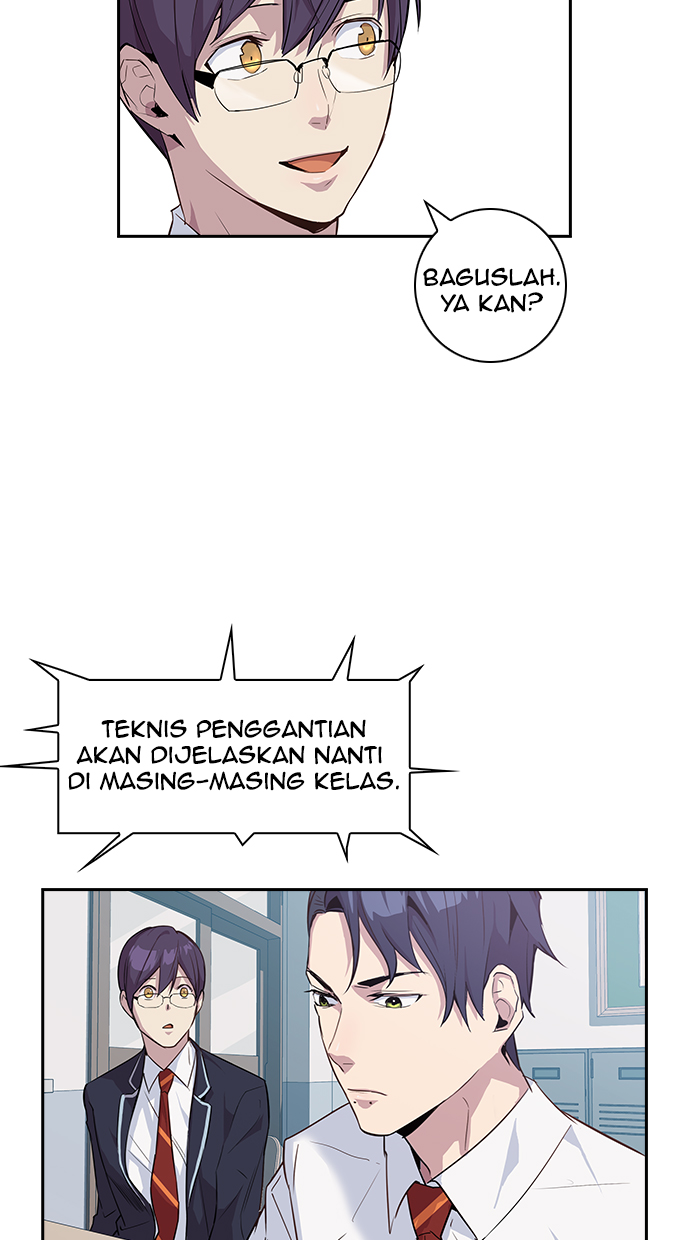 BAGUSLAH.
YA KAN?
TEKNIS PENGGANTIAN
AKAN DIJELASKAN NANTI
DI MASING-MASING KELAS.